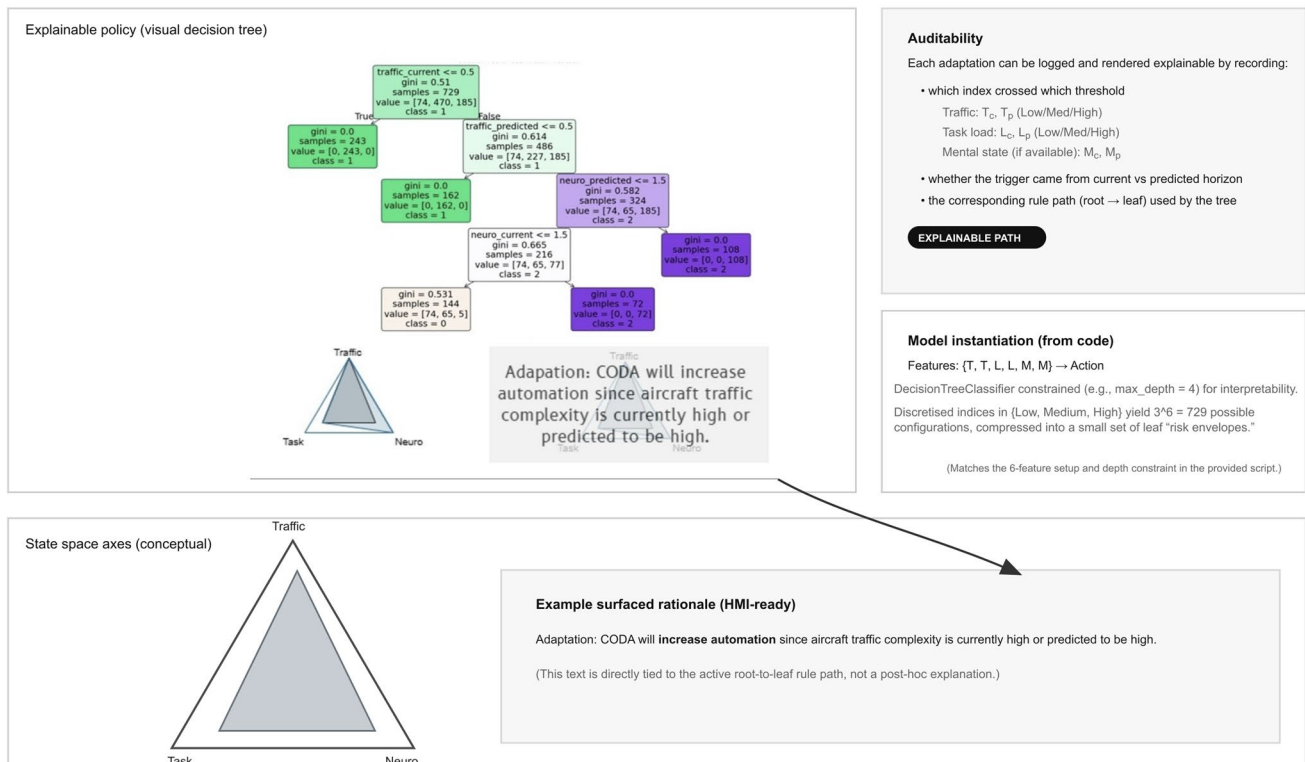 Explainable policy (visual decision tree)
traffic_current <= 0.5
gini = 0.51
samples = 729
value = [74, 470, 185]
class = 1
True
False
gini = 0.0
samples = 243
value = [0, 243, 0]
class = 1
traffic_predicted <= 0.5
gini = 0.614
samples = 486
value = [74, 227, 185]
class = 1
gini = 0.0
samples = 162
value = [0, 162, 0]
class = 1
neuro_predicted <= 1.5
gini = 0.582
samples = 324
value = [74, 65, 185]
class = 2
neuro_current <= 1.5
gini = 0.665
samples = 216
value = [74, 65, 77]
class = 2
gini = 0.0
samples = 108
value = [0, 0, 108]
class = 2
gini = 0.531
samples = 144
value = [74, 65, 5]
class = 0
gini = 0.0
samples = 72
value = [0, 0, 72]
class = 2
Traffic
Task
Neuro
Traffic
Adapation: CODA will increase
automation since aircraft traffic
complexity is currently high or
predicted to be high.
Task
Neuro
Auditability
Each adaptation can be logged and rendered explainable by recording:
• which index crossed which threshold
Traffic: Tc, Tp (Low/Med/High)
Task load: Lc, Lp (Low/Med/High)
Mental state (if available): Mc, Mp
• whether the trigger came from current vs predicted horizon
• the corresponding rule path (root → leaf) used by the tree
EXPLAINABLE PATH
Model instantiation (from code)
Features: {T, T, L, L, M, M} → Action
DecisionTreeClassifier constrained (e.g., max_depth = 4) for interpretability.
Discretised indices in {Low, Medium, High} yield 3^6 = 729 possible
configurations, compressed into a small set of leaf “risk envelopes.”
(Matches the 6-feature setup and depth constraint in the provided script.)
State space axes (conceptual)
Traffic
Task
Neuro
Example surfaced rationale (HMI-ready)
Adaptation: CODA will increase automation since aircraft traffic complexity is currently high or predicted to be high.
(This text is directly tied to the active root-to-leaf rule path, not a post-hoc explanation.)